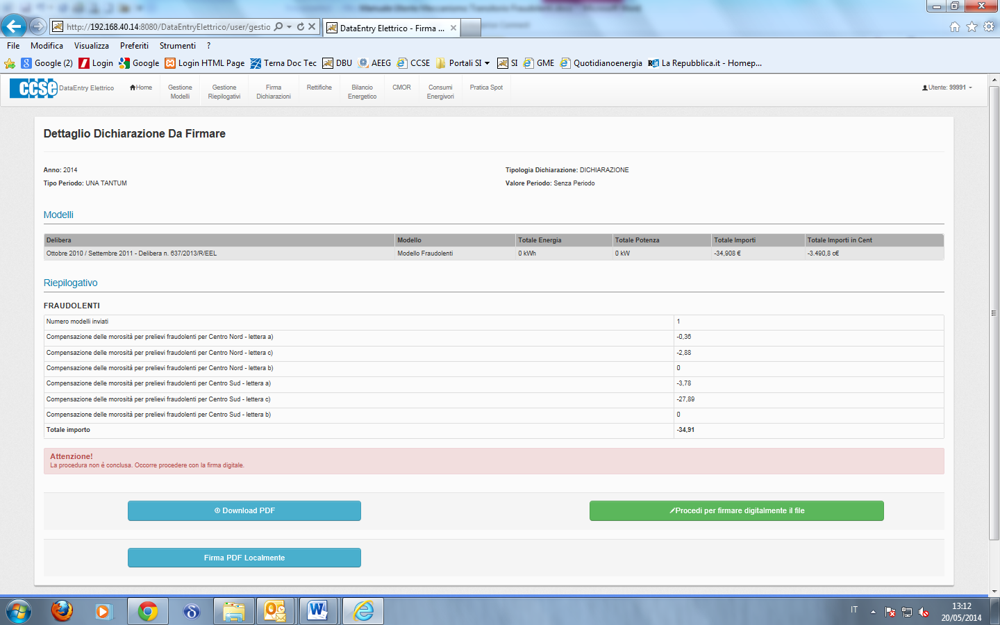 http://192.168.40.14:8080/DataEntryElettrico/user/gestio
DataEntry Elettrico - Firma ...
File Modifica Visualizza Preferiti Strumenti ?
Google (2) Login Google Login HTML Page Terna Doc Tec DBU AEEG CCSE Portali SI SI GME Quotidianoenergia La Repubblica.it - Homep...
ccse DataEntry Elettrico Home Gestione Modelli Gestione Riepilogativi Firma Dichiarazioni Rettifiche Bilancio Energetico CMOR Consumi Energivori Pratica Spot Utente: 99991
Dettaglio Dichiarazione Da Firmare
Anno: 2014 Tipologia Dichiarazione: DICHIARAZIONE
Tipo Periodo: UNA TANTUM Valore Periodo: Senza Periodo
Modelli
Delibera Modello Totale Energia Totale Potenza Totale Importi Totale Importi in Cent
Ottobre 2010 / Settembre 2011 - Delibera n. 637/2013/R/EEL Modello Fraudolenti 0 kWh 0 kW -34,908 € -3.490,8 c€
Riepilogativo
FRAUDOLENTI
Numero modelli inviati 1
Compensazione delle morosità per prelievi fraudolenti per Centro Nord - lettera a) -0,36
Compensazione delle morosità per prelievi fraudolenti per Centro Nord - lettera c) -2,88
Compensazione delle morosità per prelievi fraudolenti per Centro Nord - lettera b) 0
Compensazione delle morosità per prelievi fraudolenti per Centro Sud - lettera a) -3,78
Compensazione delle morosità per prelievi fraudolenti per Centro Sud - lettera c) -27,89
Compensazione delle morosità per prelievi fraudolenti per Centro Sud - lettera b) 0
Totale importo -34,91
Attenzione!
La procedura non è conclusa. Occorre procedere con la firma digitale.
Download PDF Procedi per firmare digitalmente il file
Firma PDF Localmente
IT 13:12
20/05/2014